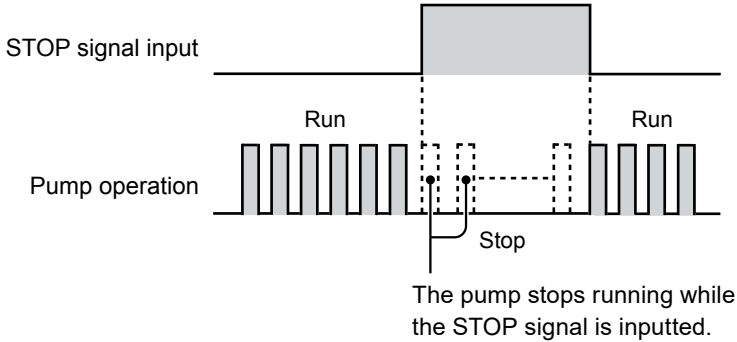 STOP signal input
Run
Run
Pump operation
Stop
The pump stops running while
the STOP signal is inputted.